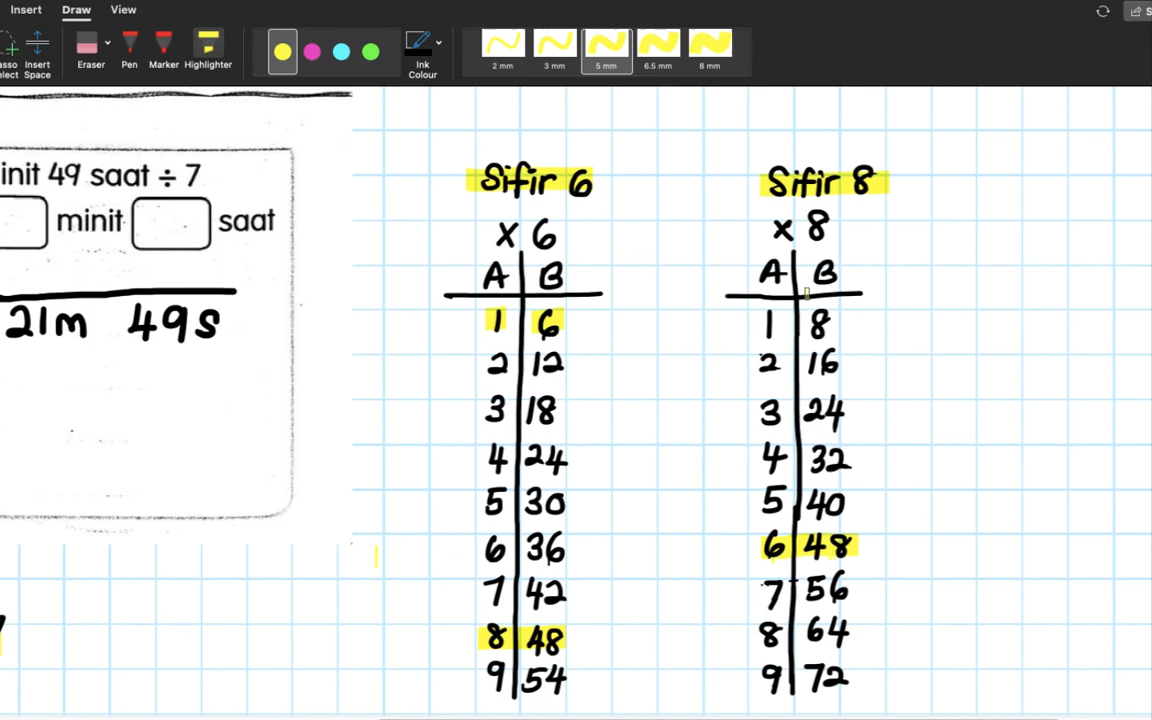 Insert Draw View
asso
elect
Insert
Space
Eraser
Pen
Marker
Highlighter
Ink
Colour
2 mm
3 mm
5 mm
6.5 mm
8 mm
S
init 49 saat ÷ 7
minit saat
21m 49s
Sifir 6
x 6
A B
1 6
2 12
3 18
4 24
5 30
6 36
7 42
8 48
9 54
Sifir 8
x 8
A B
1 8
2 16
3 24
4 32
5 40
6 48
7 56
8 64
9 72